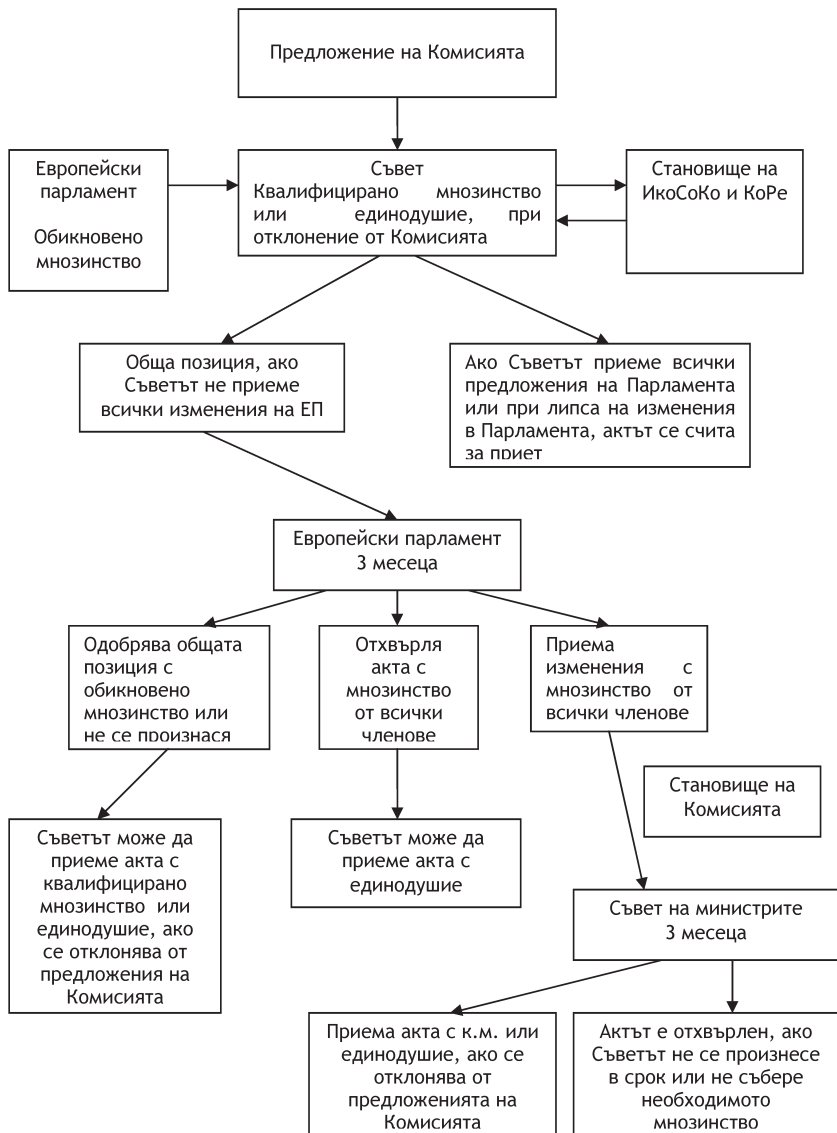 Предложение на Комисията
Европейски
парламент
Обикновено
мнозинство
Съвет
Квалифицирано мнозинство
или единодушие, при
отклонение от Комисията
Становище на
ИкоСоКо и КоРе
Обща позиция, ако
Съветът не приеме
всички изменения на ЕП
Ако Съветът приеме всички
предложения на Парламента
или при липса на изменения
в Парламента, актът се счита
за приет
Европейски парламент
3 месеца
Одобрява общата
позиция с
обикновено
мнозинство или
не се произнася
Отхвърля
акта с
мнозинство
от всички
членове
Приема
изменения с
мнозинство от
всички членове
Становище на
Комисията
Съветът може да
приеме акта с
квалифицирано
мнозинство или
единодушие, ако
се отклонява от
предложения на
Комисията
Съветът може да
приеме акта с
единодушие
Съвет на министрите
3 месеца
Приема акта с к.м. или
единодушие, ако се
отклонява от
предложенията на
Комисията
Актът е отхвърлен, ако
Съветът не се произнесе
в срок или не събере
необходимото
мнозинство